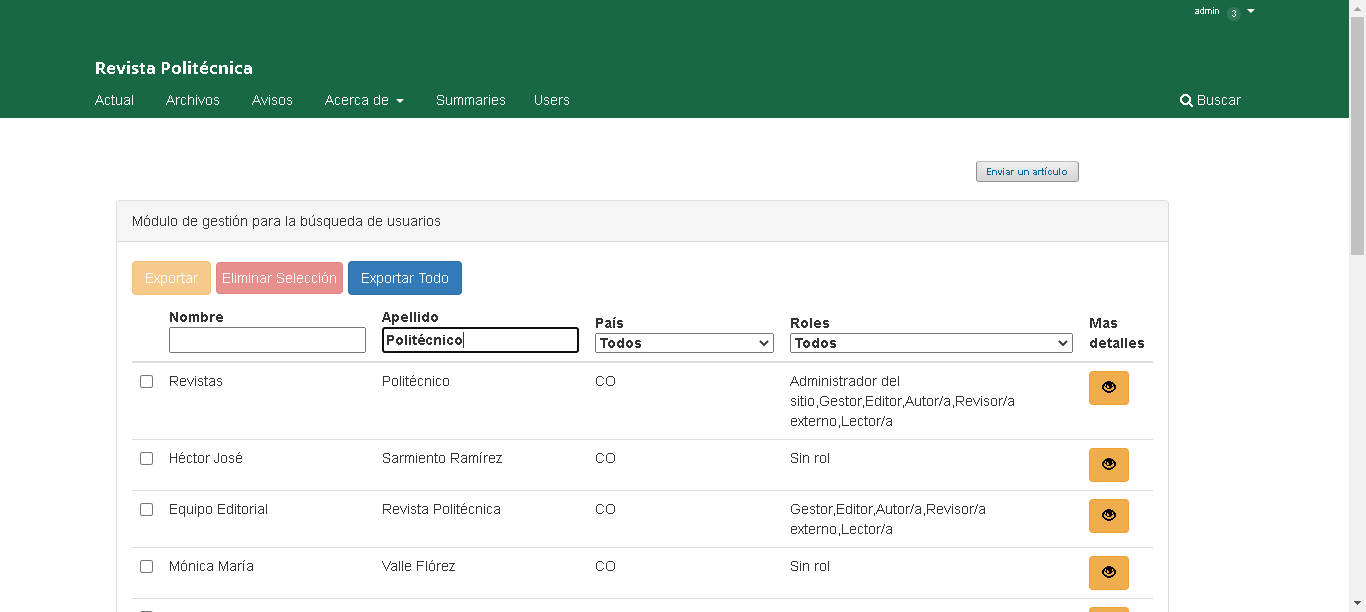 admin 3
Revista Politécnica
Actual Archivos Avisos Acerca de Summaries Users Buscar
Enviar un artículo
Módulo de gestión para la búsqueda de usuarios
Exportar Eliminar Selección Exportar Todo
Nombre Apellido País Roles Mas detalles
Politécnico Todos Todos
Revistas Politécnico CO Administrador del
sitio,Gestor,Editor,Autor/a,Revisor/a
externo,Lector/a
Héctor José Sarmiento Ramírez CO Sin rol
Equipo Editorial Revista Politécnica CO Gestor,Editor,Autor/a,Revisor/a
externo,Lector/a
Mónica María Valle Flórez CO Sin rol